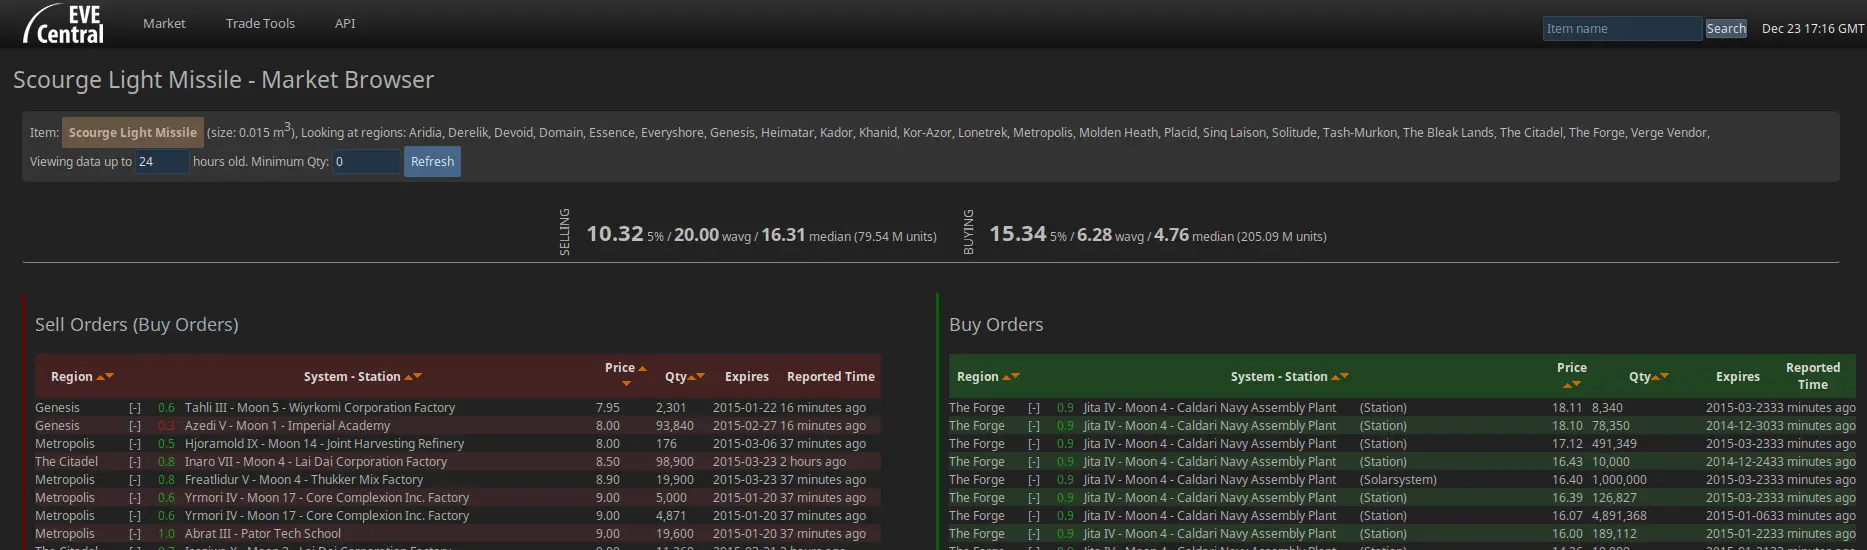 EVE Central Market Trade Tools API Item name Search Dec 23 17:16 GMT
Scourge Light Missile - Market Browser
Item: Scourge Light Missile (size: 0.015 m3), Looking at regions: Aridia, Derelik, Devoid, Domain, Essence, Everyshore, Genesis, Heimatar, Kador, Khanid, Kor-Azor, Lonetrek, Metropolis, Molden Heath, Placid, Sinq Laison, Solitude, Tash-Murkon, The Bleak Lands, The Citadel, The Forge, Verge Vendor,
Viewing data up to 24 hours old. Minimum Qty: 0 Refresh
SELLING 10.32 5% / 20.00 wavg / 16.31 median (79.54 M units)
BUYING 15.34 5% / 6.28 wavg / 4.76 median (205.09 M units)
Sell Orders (Buy Orders)
Region System - Station Price Qty Expires Reported Time
Genesis [-] 0.6 Tahli III - Moon 5 - Wiyrkomi Corporation Factory 7.95 2,301 2015-01-22 16 minutes ago
Genesis [-] 0.3 Azedi V - Moon 1 - Imperial Academy 8.00 93,840 2015-02-27 16 minutes ago
Metropolis [-] 0.5 Hjoramold IX - Moon 14 - Joint Harvesting Refinery 8.00 176 2015-03-06 37 minutes ago
The Citadel [-] 0.8 Inaro VII - Moon 4 - Lai Dai Corporation Factory 8.50 98,900 2015-03-23 2 hours ago
Metropolis [-] 0.8 Freatlidur V - Moon 4 - Thukker Mix Factory 8.90 19,900 2015-03-23 37 minutes ago
Metropolis [-] 0.6 Yrmori IV - Moon 17 - Core Complexion Inc. Factory 9.00 5,000 2015-01-20 37 minutes ago
Metropolis [-] 0.6 Yrmori IV - Moon 17 - Core Complexion Inc. Factory 9.00 4,871 2015-01-20 37 minutes ago
Metropolis [-] 1.0 Abrat III - Pator Tech School 9.00 19,600 2015-01-20 37 minutes ago
Buy Orders
Region System - Station Price Qty Expires Reported Time
The Forge [-] 0.9 Jita IV - Moon 4 - Caldari Navy Assembly Plant (Station) 18.11 8,340 2015-03-2333 minutes ago
The Forge [-] 0.9 Jita IV - Moon 4 - Caldari Navy Assembly Plant (Station) 18.10 78,350 2014-12-3033 minutes ago
The Forge [-] 0.9 Jita IV - Moon 4 - Caldari Navy Assembly Plant (Station) 17.12 491,349 2015-03-2333 minutes ago
The Forge [-] 0.9 Jita IV - Moon 4 - Caldari Navy Assembly Plant (Station) 16.43 10,000 2014-12-2433 minutes ago
The Forge [-] 0.9 Jita IV - Moon 4 - Caldari Navy Assembly Plant (Solarsystem) 16.40 1,000,000 2015-03-2333 minutes ago
The Forge [-] 0.9 Jita IV - Moon 4 - Caldari Navy Assembly Plant (Station) 16.39 126,827 2015-03-2333 minutes ago
The Forge [-] 0.9 Jita IV - Moon 4 - Caldari Navy Assembly Plant (Station) 16.07 4,891,368 2015-01-0633 minutes ago
The Forge [-] 0.9 Jita IV - Moon 4 - Caldari Navy Assembly Plant (Station) 16.00 189,112 2015-01-2233 minutes ago